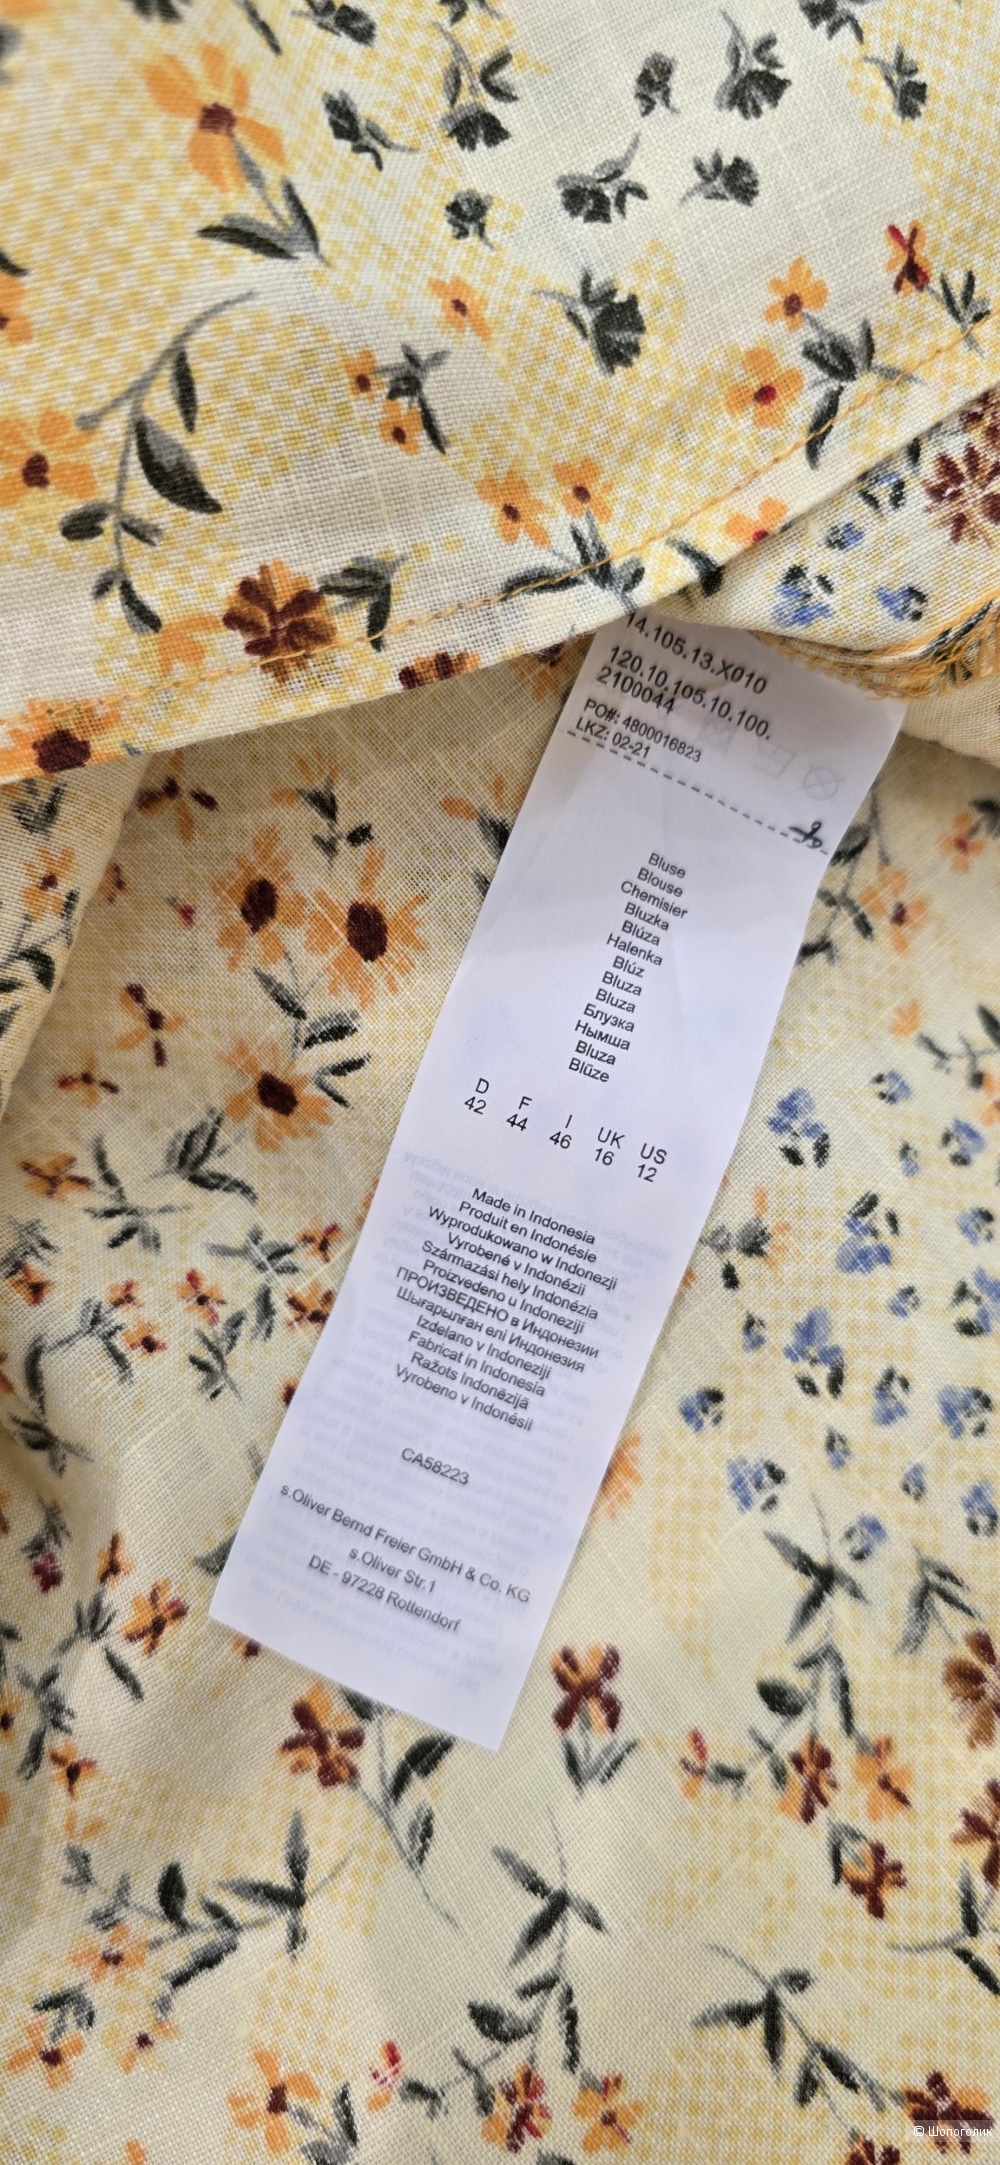 14.105.13.X010
120.10.105.10.100.
2100044
PO#: 4800016823
LKZ: 02-21
Bluse
Blouse
Chemisier
Bluzka
Blúza
Halenka
Blúz
Bluza
Bluza
Блузка
Нымша
Bluza
Blūze
D F I UK US
42 44 46 16 12
Made in Indonesia
Produit en Indonésie
Wyprodukowano w Indonezji
Vyrobené v Indonézii
Származási hely Indonézia
Proizvedeno u Indoneziji
ПРОИЗВЕДЕНО в Индонезии
Шығарылған елі Индонезия
Izdelano v Indoneziji
Fabricat in Indonesia
Ražots Indonēzijā
Vyrobeno v Indonésii
CA58223
s.Oliver Bernd Freier GmbH & Co. KG
s.Oliver Str.1
DE - 97228 Rottendorf
© Шопоголик